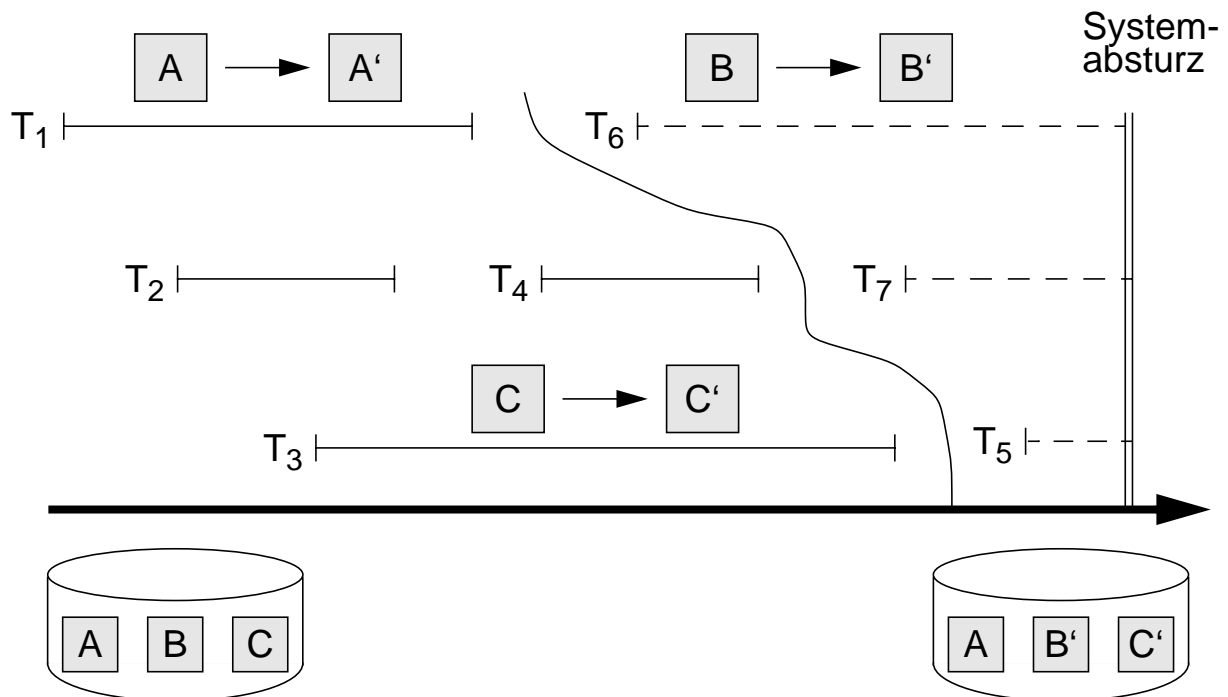 System-
absturz
A A‘ B B‘
T1 T6
T2 T4 T7
C C‘
T3 T5
A B C A B‘ C‘